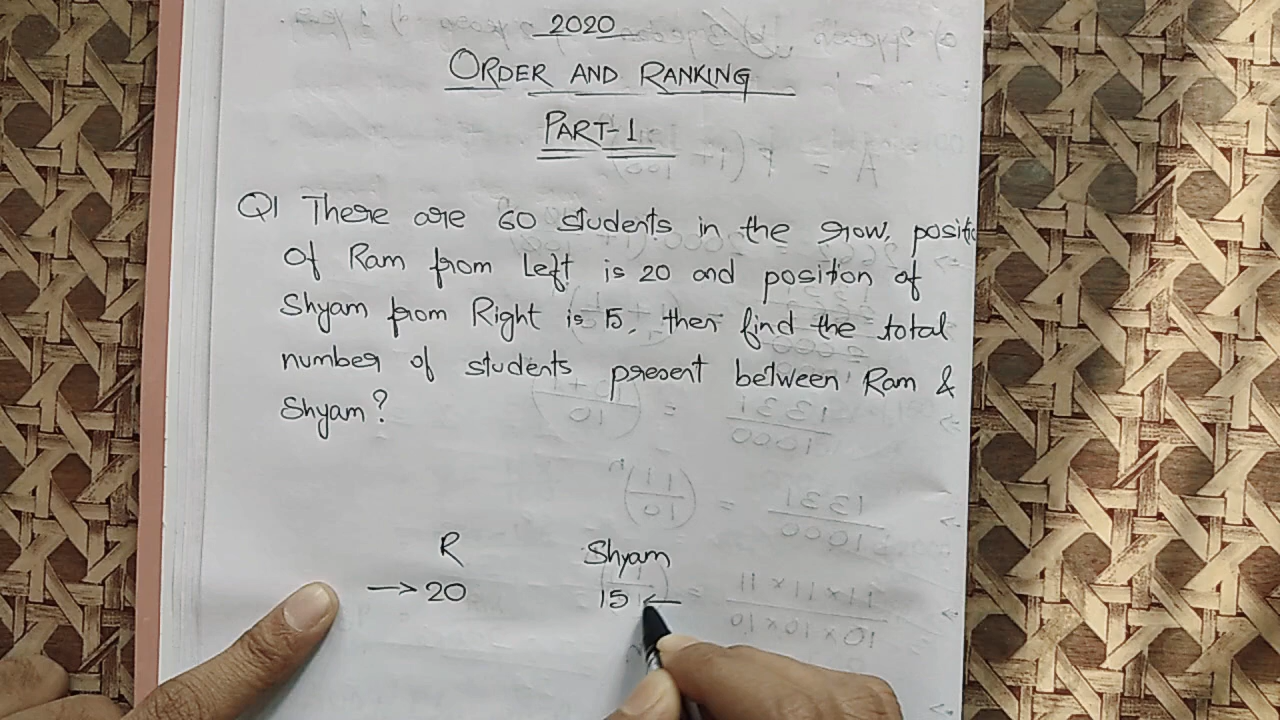 2020
ORDER AND RANKING
PART-1
Q1 There are 60 students in the row, positio
of Ram from Left is 20 and position of
Shyam from Right is 15, then find the total
number of students present between Ram &
Shyam?
R Shyam
→20 15←